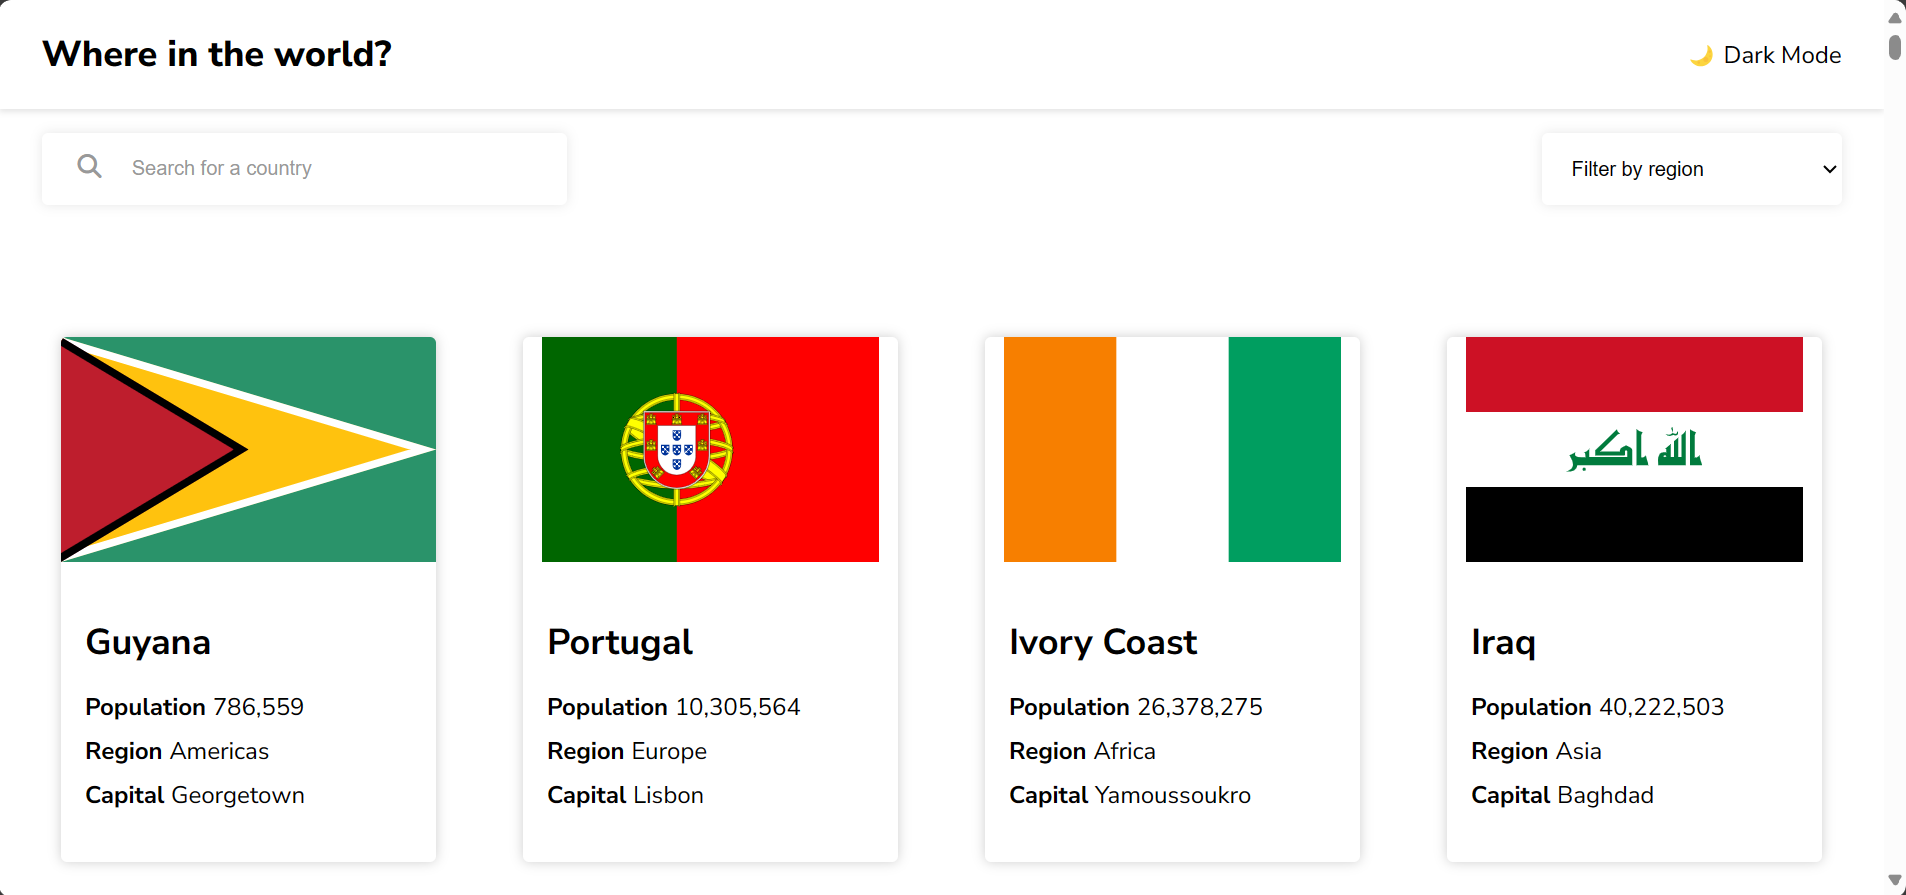 Where in the world?
🌙 Dark Mode
Search for a country
Filter by region
الله اكبر
Guyana
Population 786,559
Region Americas
Capital Georgetown
Portugal
Population 10,305,564
Region Europe
Capital Lisbon
Ivory Coast
Population 26,378,275
Region Africa
Capital Yamoussoukro
Iraq
Population 40,222,503
Region Asia
Capital Baghdad